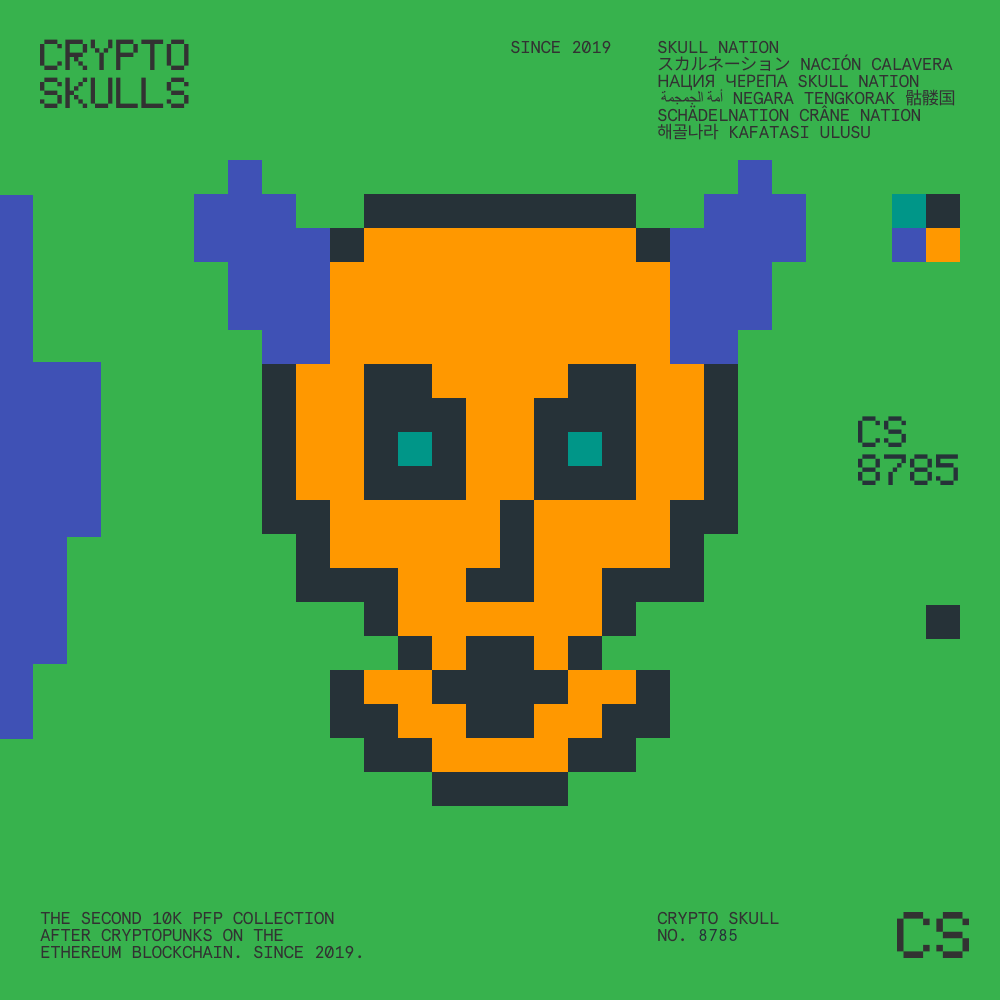 CRYPTO
SKULLS
SINCE 2019
SKULL NATION
スカルネーション NACIÓN CALAVERA
НАЦИЯ ЧЕРЕПА SKULL NATION
أمة الجمجمة NEGARA TENGKORAK 骷髅国
SCHÄDELNATION CRÂNE NATION
해골나라 KAFATASI ULUSU
CS
8785
THE SECOND 10K PFP COLLECTION
AFTER CRYPTOPUNKS ON THE
ETHEREUM BLOCKCHAIN. SINCE 2019.
CRYPTO SKULL
NO. 8785
CS